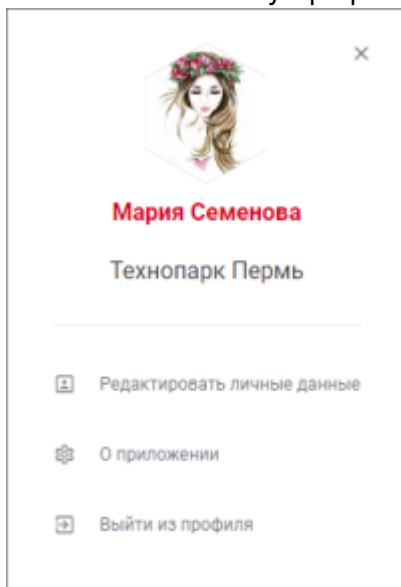 Мария Семенова
Технопарк Пермь
Редактировать личные данные
О приложении
Выйти из профиля